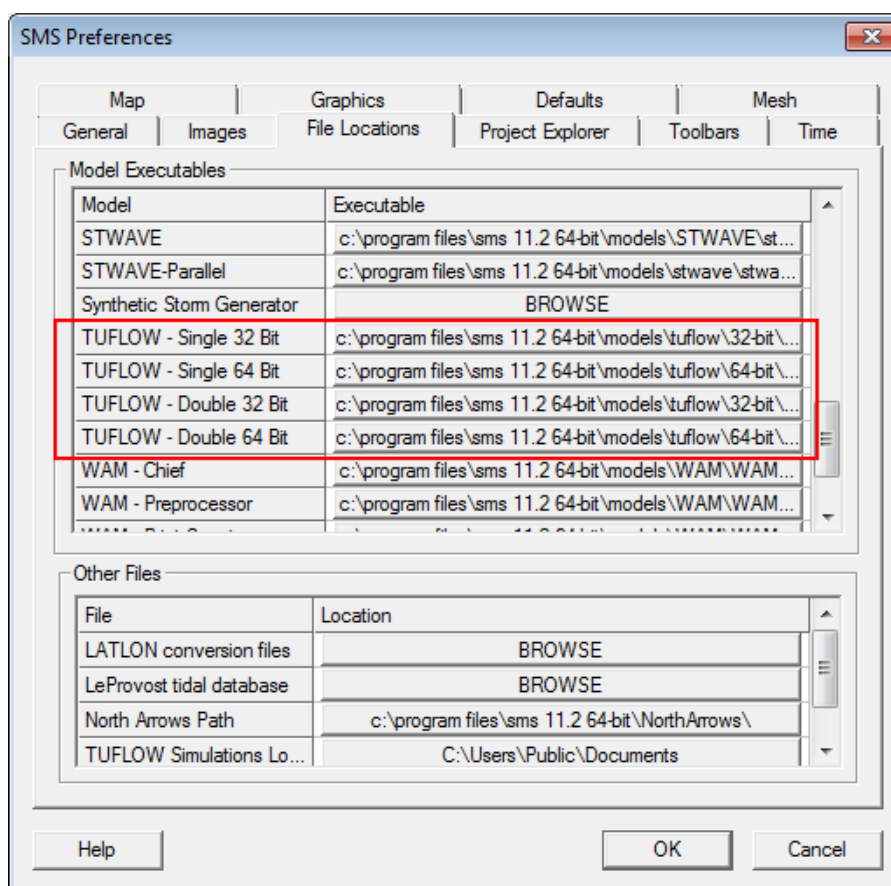 SMS Preferences
Map Graphics Defaults Mesh
General Images File Locations Project Explorer Toolbars Time
Model Executables
Model Executable
STWAVE c:\program files\sms 11.2 64-bit\models\STWAVE\st...
STWAVE-Parallel c:\program files\sms 11.2 64-bit\models\stwave\stwa...
Synthetic Storm Generator BROWSE
TUFLOW - Single 32 Bit c:\program files\sms 11.2 64-bit\models\tuflow\32-bit\...
TUFLOW - Single 64 Bit c:\program files\sms 11.2 64-bit\models\tuflow\64-bit\...
TUFLOW - Double 32 Bit c:\program files\sms 11.2 64-bit\models\tuflow\32-bit\...
TUFLOW - Double 64 Bit c:\program files\sms 11.2 64-bit\models\tuflow\64-bit\...
WAM - Chief c:\program files\sms 11.2 64-bit\models\WAM\WAM...
WAM - Preprocessor c:\program files\sms 11.2 64-bit\models\WAM\WAM...
Other Files
File Location
LATLON conversion files BROWSE
LeProvost tidal database BROWSE
North Arrows Path c:\program files\sms 11.2 64-bit\NorthArrows\
TUFLOW Simulations Lo... C:\Users\Public\Documents
Help OK Cancel